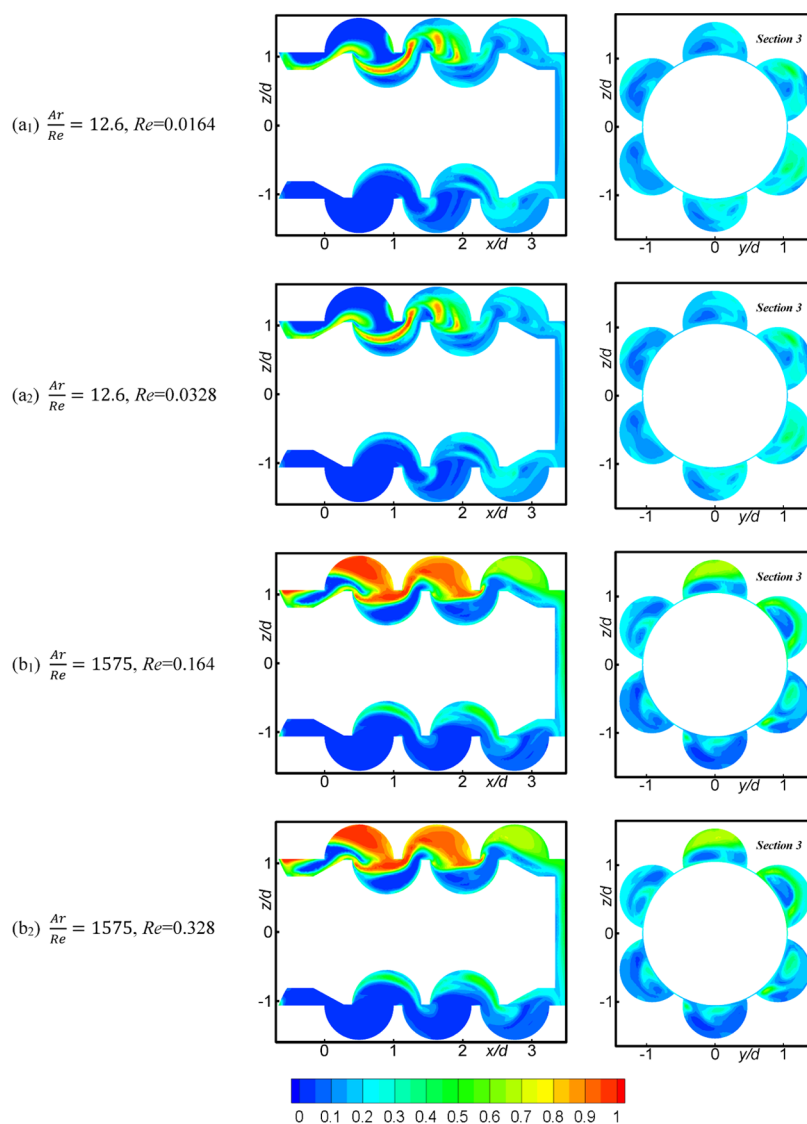 (a₁) Ar/Re = 12.6, Re=0.0164
z/d
1
0
-1
0 1 2 x/d 3
Section 3
z/d
1
0
-1
-1 0 y/d 1
(a₂) Ar/Re = 12.6, Re=0.0328
z/d
1
0
-1
0 1 2 x/d 3
Section 3
z/d
1
0
-1
-1 0 y/d 1
(b₁) Ar/Re = 1575, Re=0.164
z/d
1
0
-1
0 1 2 x/d 3
Section 3
z/d
1
0
-1
-1 0 y/d 1
(b₂) Ar/Re = 1575, Re=0.328
z/d
1
0
-1
0 1 2 x/d 3
Section 3
z/d
1
0
-1
-1 0 y/d 1
0 0.1 0.2 0.3 0.4 0.5 0.6 0.7 0.8 0.9 1